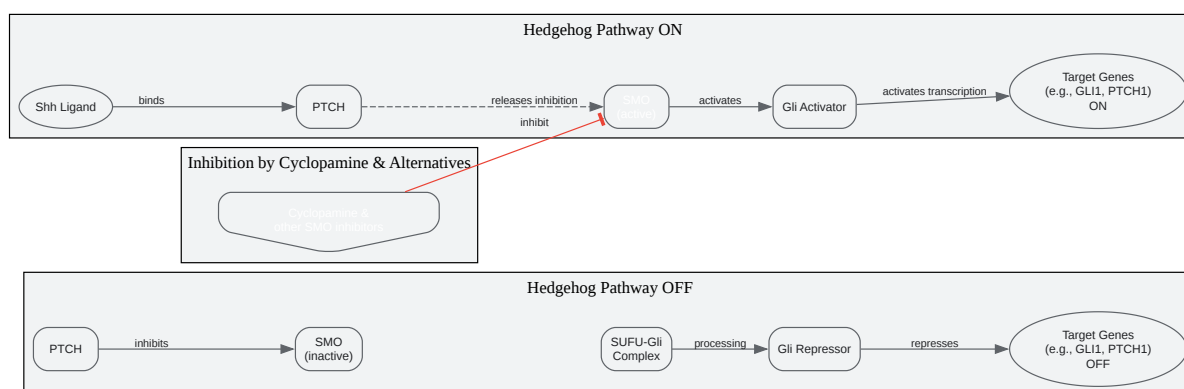 Hedgehog Pathway ON
Shh Ligand
binds
PTCH
releases inhibition
SMO
(active)
activates
Gli Activator
activates transcription
Target Genes
(e.g., GLI1, PTCH1)
ON
inhibit
Inhibition by Cyclopamine & Alternatives
Cyclopamine &
other SMO Inhibitors
Hedgehog Pathway OFF
PTCH
inhibits
SMO
(inactive)
SUFU-Gli
Complex
processing
Gli Repressor
represses
Target Genes
(e.g., GLI1, PTCH1)
OFF